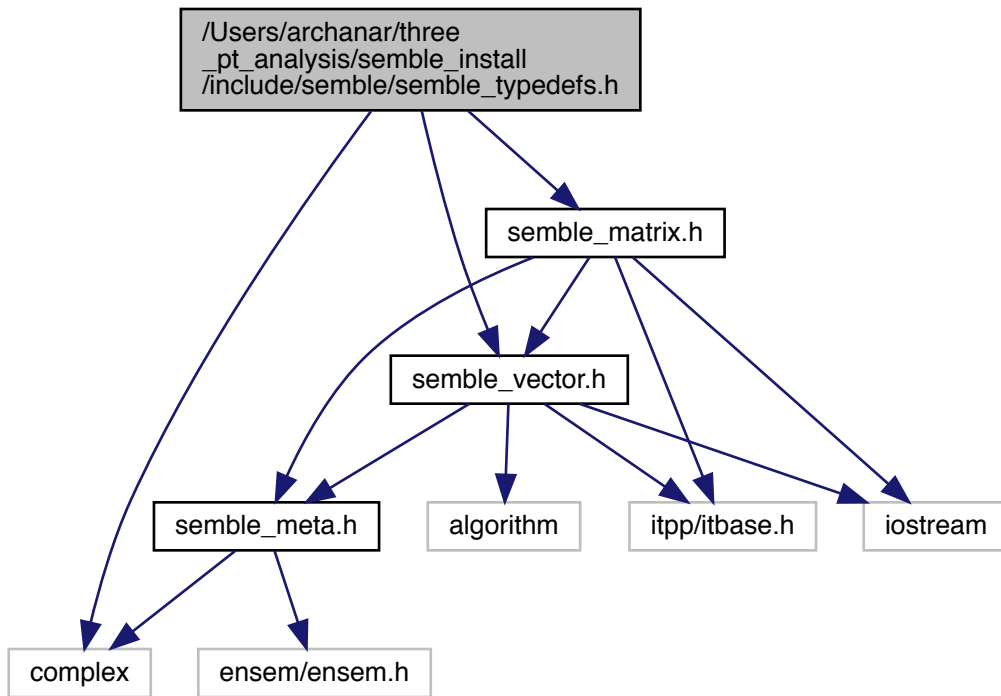 /Users/archanar/three
_pt_analysis/semble_install
/include/semble/semble_typedefs.h
semble_matrix.h
semble_vector.h
semble_meta.h
algorithm
itpp/itbase.h
iostream
complex
ensem/ensem.h